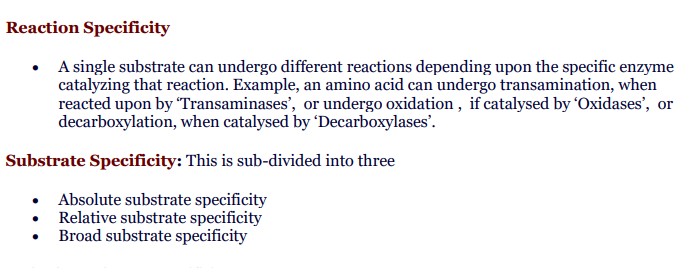 Reaction Specificity
• A single substrate can undergo different reactions depending upon the specific enzyme
catalyzing that reaction. Example, an amino acid can undergo transamination, when
reacted upon by ‘Transaminases’,  or undergo oxidation ,  if catalysed by ‘Oxidases’,  or
decarboxylation, when catalysed by ‘Decarboxylases’.
Substrate Specificity: This is sub-divided into three
• Absolute substrate specificity
• Relative substrate specificity
• Broad substrate specificity